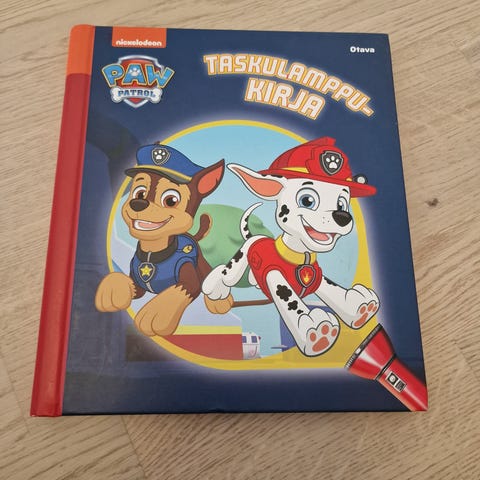 nickelodeon
Otava
PAW
PATROL
TASKULAMPPU-
KIRJA